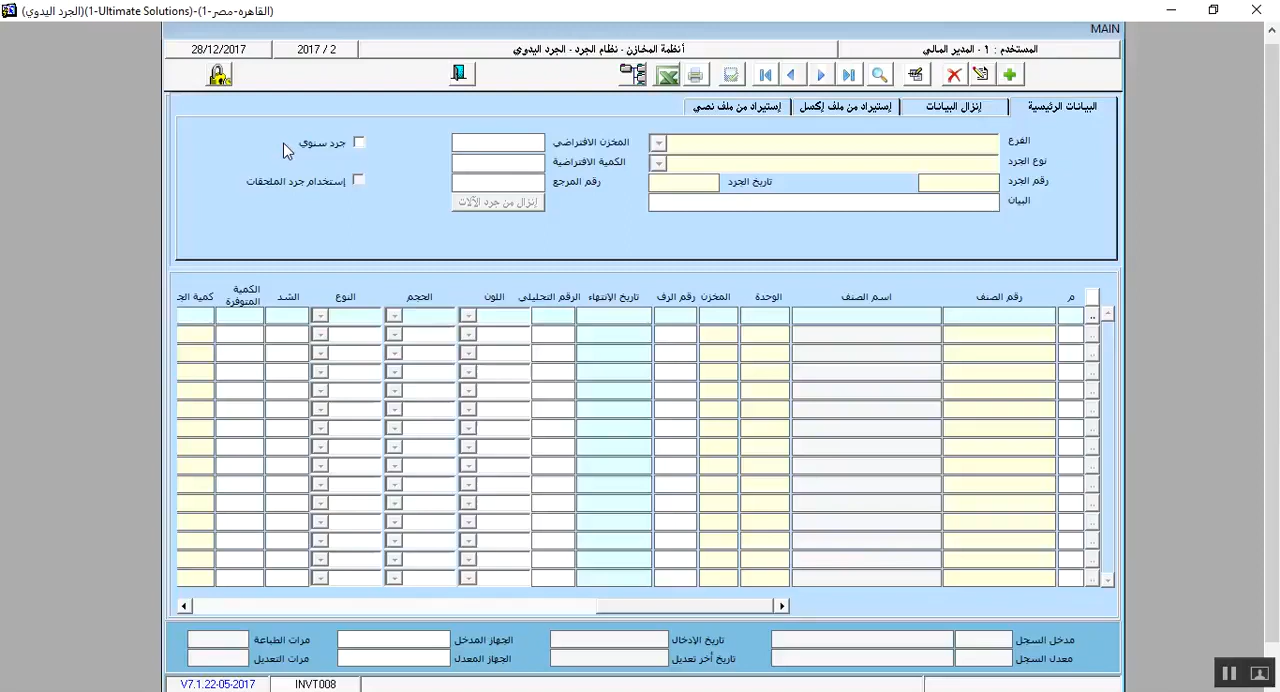 (القاهره-مصر-1)-(1-Ultimate Solutions)(الجرد اليدوي)
MAIN
المستخدم : ١ - المدير المالي
أنظمة المخازن - نظام الجرد - الجرد اليدوي
2017 / 2
28/12/2017
البيانات الرئيسية
إنزال البيانات
إستيراد من ملف إكسل
إستيراد من ملف نصي
الفرع
المخزن الافتراضي
جرد سنوي
نوع الجرد
الكمية الافتراضية
رقم الجرد
تاريخ الجرد
رقم المرجع
إستخدام جرد الملحقات
البيان
إنزال من جرد الآلات
م
رقم الصنف
اسم الصنف
الوحدة
المخزن
رقم الرف
تاريخ الإنتهاء
الرقم التحليلي
اللون
الحجم
النوع
الشد
الكمية المتوفرة
كمية الجـ
مدخل السجل
تاريخ الإدخال
الجهاز المدخل
مرات الطباعة
معدل السجل
تاريخ أخر تعديل
الجهاز المعدل
مرات التعديل
INVT008
V7.1.22-05-2017